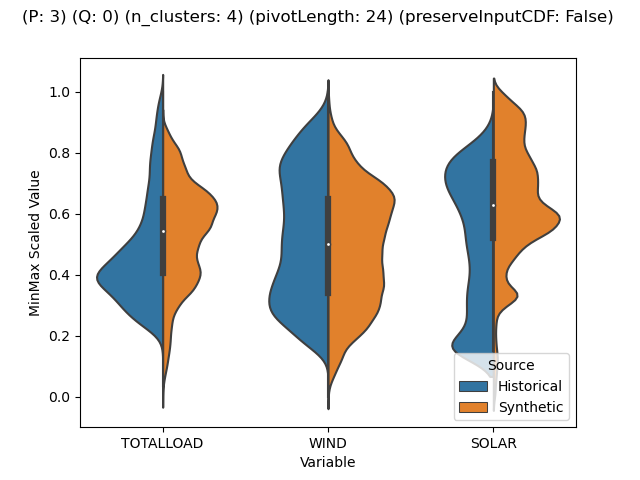 (P: 3) (Q: 0) (n_clusters: 4) (pivotLength: 24) (preserveInputCDF: False)
MinMax Scaled Value
1.0
0.8
0.6
0.4
0.2
0.0
Source
Historical
Synthetic
TOTALLOAD WIND SOLAR
Variable